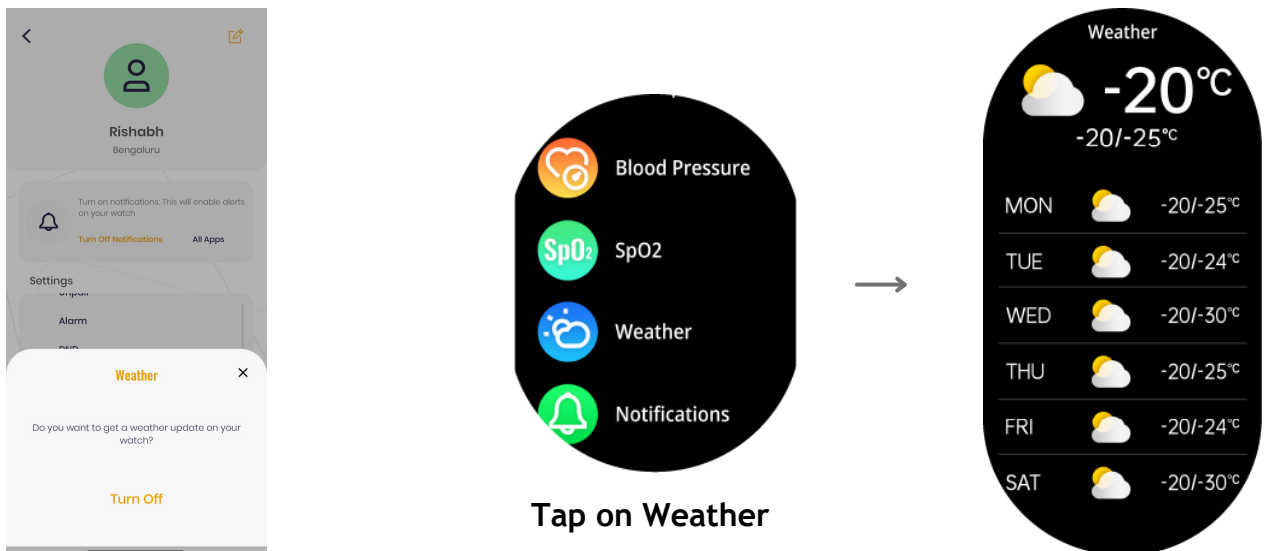 Rishabh
Bengaluru
Turn on notifications: This will enable alerts
on your watch
Turn Off Notifications
All Apps
Settings
Unpair
Alarm
DND
Weather
Do you want to get a weather update on your
watch?
Turn Off
Blood Pressure
SpO2
SpO2
Weather
Notifications
Tap on Weather
Weather
-20°C
-20/-25°C
MON -20/-25°C
TUE -20/-24°C
WED -20/-30°C
THU -20/-25°C
FRI -20/-24°C
SAT -20/-30°C